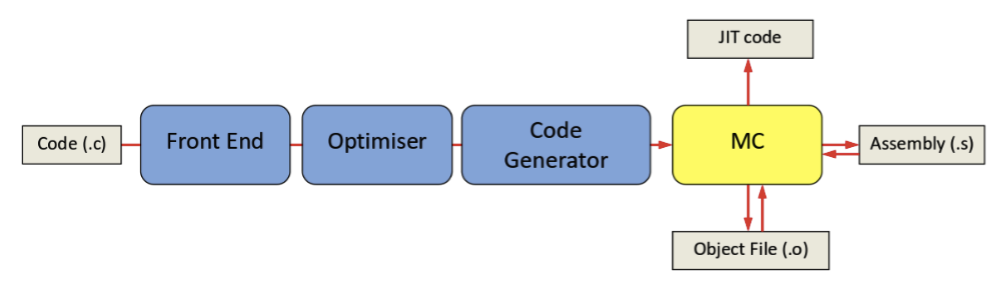 JIT code
Code (.c)
Front End
Optimiser
Code
Generator
MC
Assembly (.s)
Object File (.o)